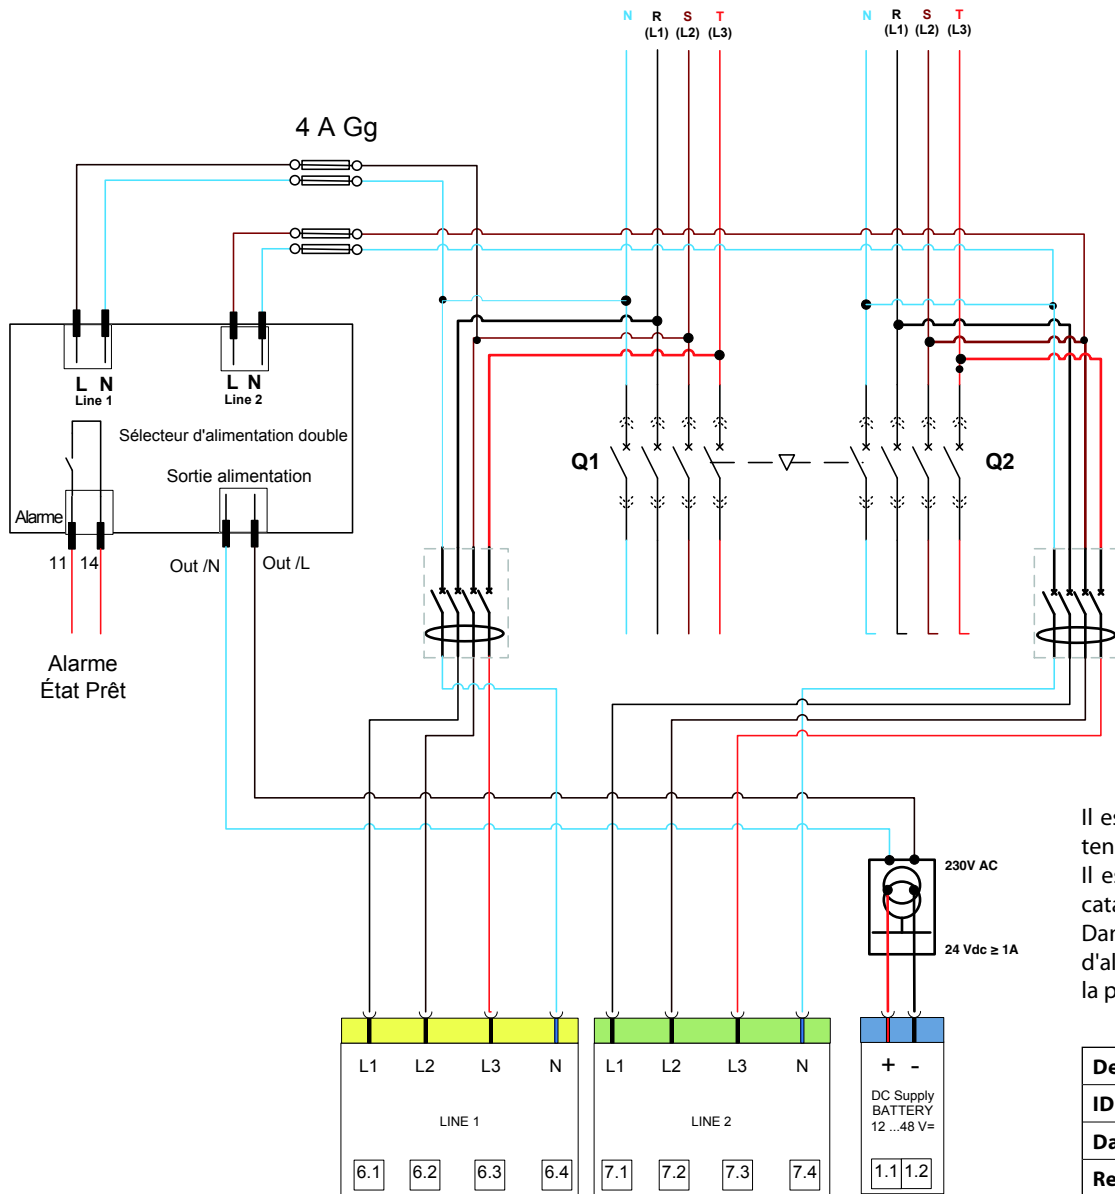 N R S T
(L1) (L2) (L3)
N R S T
(L1) (L2) (L3)
4 A Gg
L N
Line 1
L N
Line 2
Sélecteur d'alimentation double
Sortie alimentation
Alarme
11 14
Out /N
Out /L
Alarme
État Prêt
Q1
Q2
230V AC
24 Vdc ≥ 1A
L1 L2 L3 N
LINE 1
6.1 6.2 6.3 6.4
L1 L2 L3 N
LINE 2
7.1 7.2 7.3 7.4
+ -
DC Supply
BATTERY
12 ...48 V=
1.1 1.2
Il
la
ID